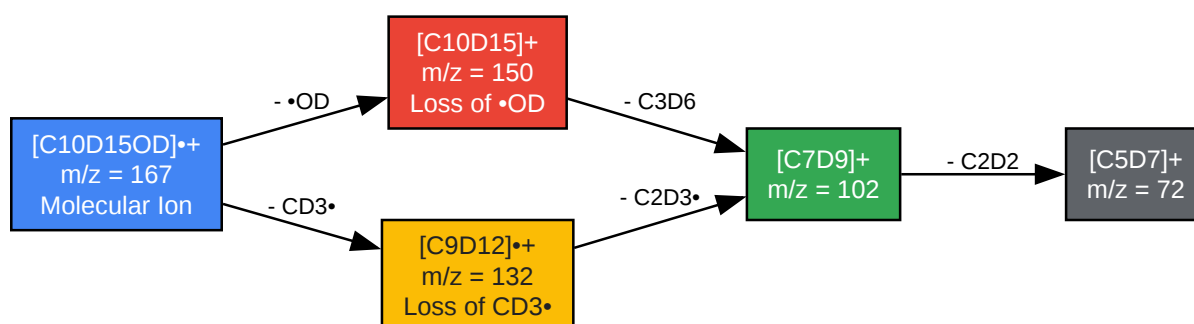 [C10D15OD]•+
m/z = 167
Molecular Ion
- •OD
[C10D15]+
m/z = 150
Loss of •OD
- CD3•
[C9D12]•+
m/z = 132
Loss of CD3•
- C3D6
- C2D3•
[C7D9]+
m/z = 102
- C2D2
[C5D7]+
m/z = 72